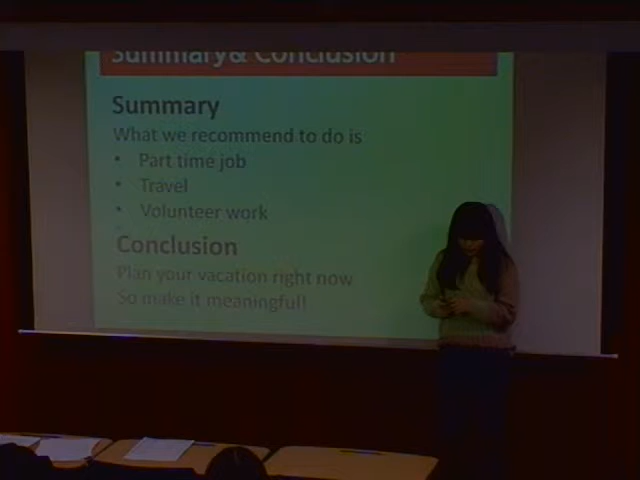 Summary& Conclusion
Summary
What we recommend to do is
• Part time job
• Travel
• Volunteer work
Conclusion
Plan your vacation right now
So make it meaningful!